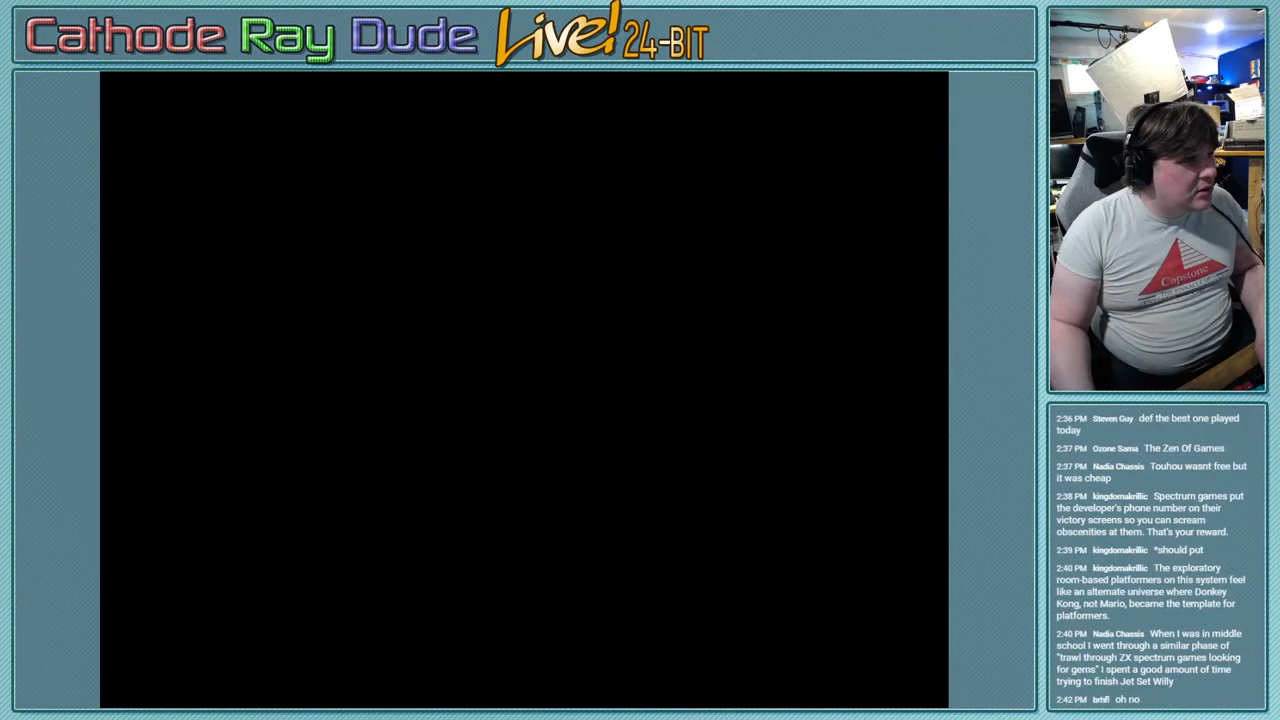 Cathode Ray Dude Live! 24-BIT
Capstone
2:36 PM Steven Guy def the best one played
today
2:37 PM Ozone Sama The Zen Of Games
2:37 PM Nadia Chassis Touhou wasnt free but
it was cheap
2:38 PM kingdomakrillic Spectrum games put
the developer's phone number on their
victory screens so you can scream
obscenities at them. That's your reward.
2:39 PM kingdomakrillic *should put
2:40 PM kingdomakrillic The exploratory
room-based platformers on this system feel
like an alternate universe where Donkey
Kong, not Mario, became the template for
platformers.
2:40 PM Nadia Chassis When I was in middle
school I went through a similar phase of
"trawl through ZX spectrum games looking
for gems" I spent a good amount of time
trying to finish Jet Set Willy
2:42 PM brhfl oh no